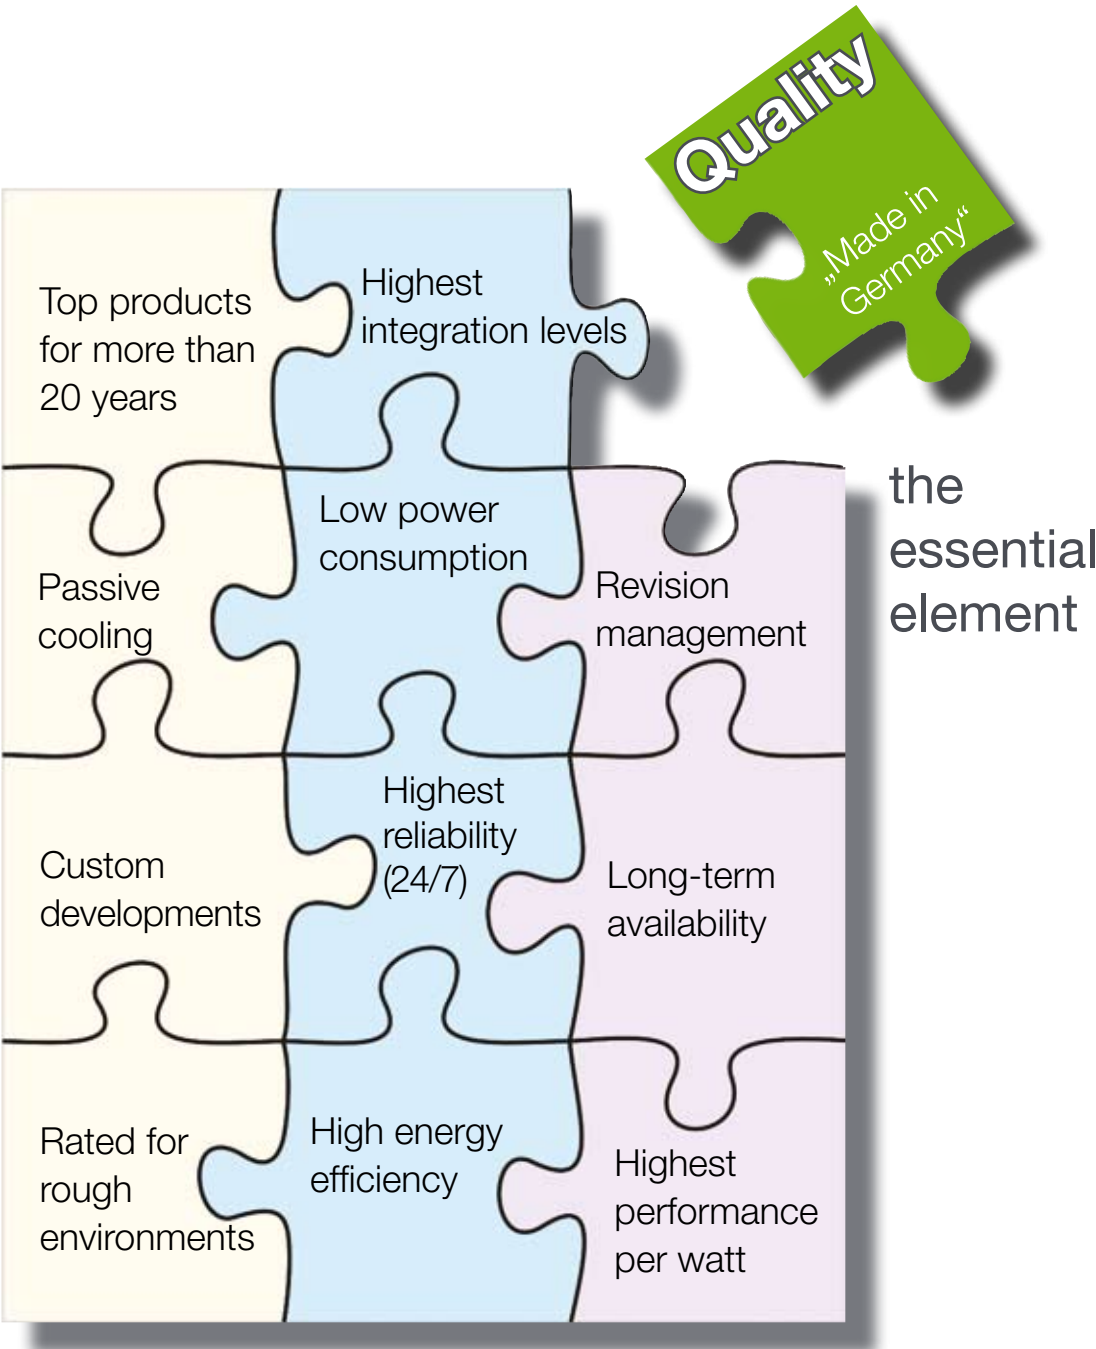 Quality
„Made in
Germany“
Top products
for more than
20 years
Highest
integration levels
the
essential
element
Passive
cooling
Low power
consumption
Revision
management
Custom
developments
Highest
reliability
(24/7)
Long-term
availability
Rated for
rough
environments
High energy
efficiency
Highest
performance
per watt